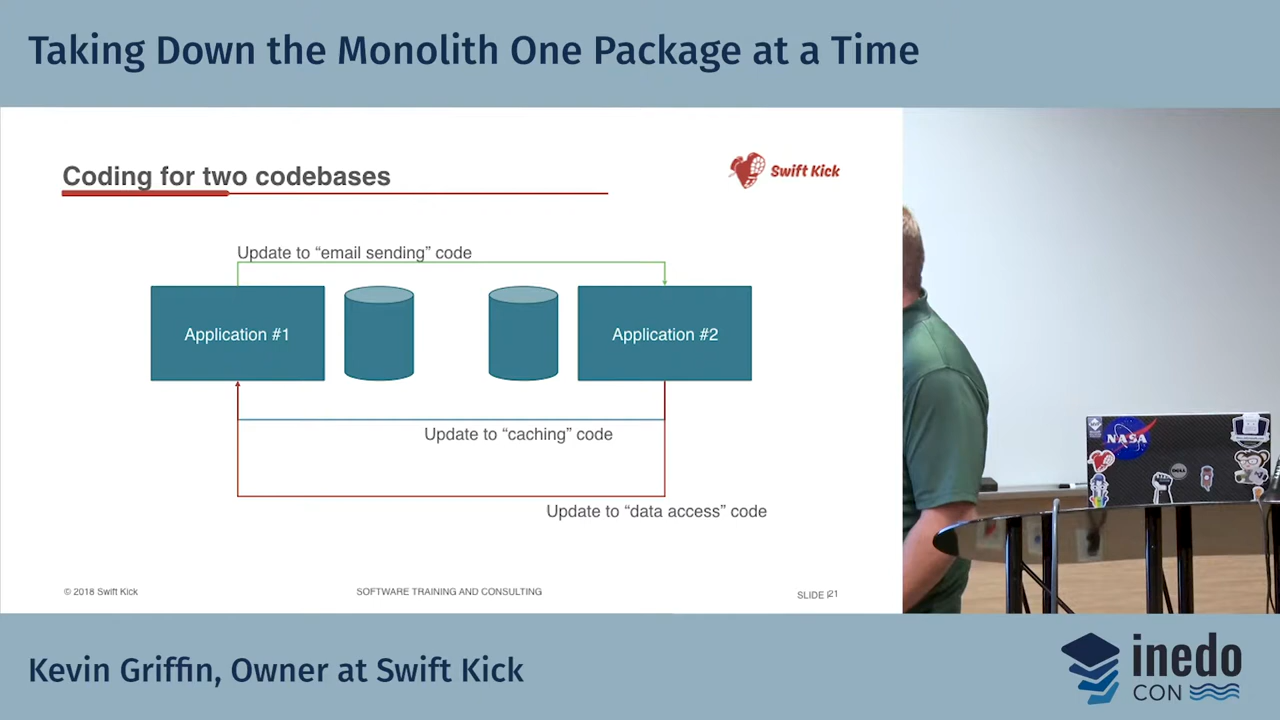 Taking Down the Monolith One Package at a Time
Coding for two codebases
Swift Kick
Update to “email sending” code
Application #1
Application #2
Update to “caching” code
Update to “data access” code
© 2018 Swift Kick
SOFTWARE TRAINING AND CONSULTING
SLIDE 21
NASA
DELL
Kevin Griffin, Owner at Swift Kick
inedo
CON